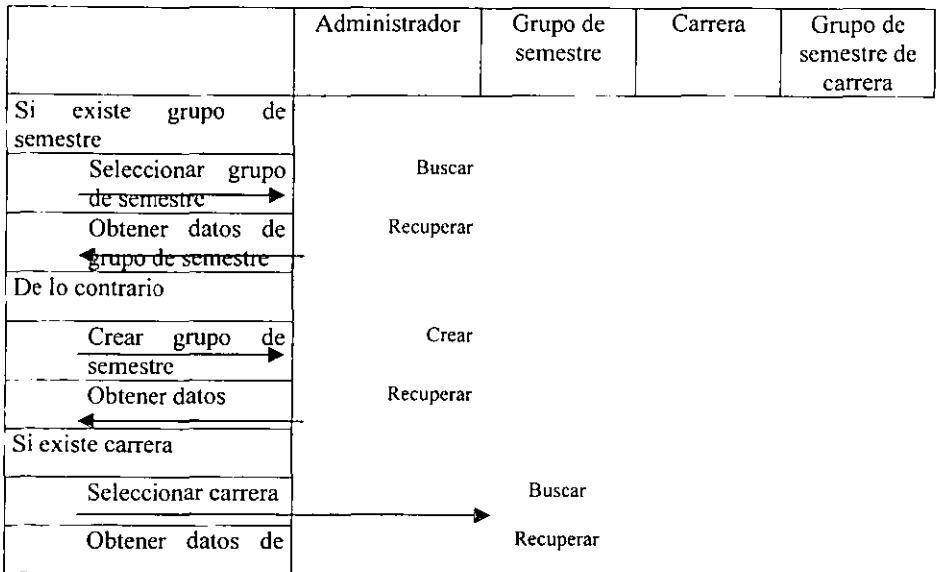 Administrador Grupo de Carrera Grupo de
semestre semestre de
carrera
Si existe grupo de
semestre
Seleccionar grupo Buscar
de semestre
Obtener datos de Recuperar
grupo de semestre
De lo contrario
Crear grupo de Crear
semestre
Obtener datos Recuperar
Si existe carrera
Seleccionar carrera Buscar
Obtener datos de Recuperar